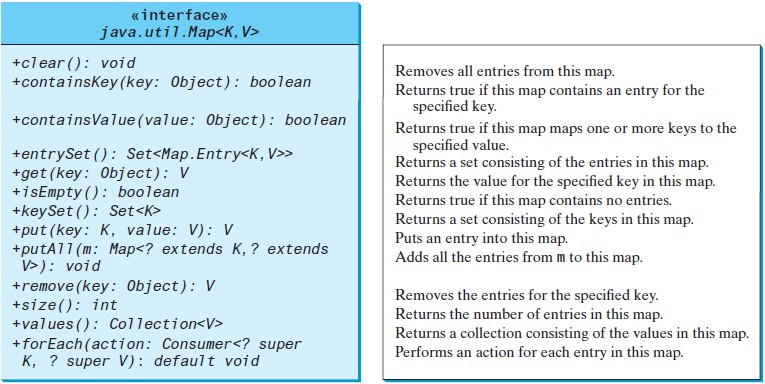 «interface»
java.util.Map<K,V>
+clear(): void
+containsKey(key: Object): boolean
+containsValue(value: Object): boolean
+entrySet(): Set<Map.Entry<K,V>>
+get(key: Object): V
+isEmpty(): boolean
+keySet(): Set<K>
+put(key: K, value: V): V
+putAll(m: Map<? extends K,? extends
V>): void
+remove(key: Object): V
+size(): int
+values(): Collection<V>
+forEach(action: Consumer<? super
K, ? super V): default void
Removes all entries from this map.
Returns true if this map contains an entry for the
specified key.
Returns true if this map maps one or more keys to the
specified value.
Returns a set consisting of the entries in this map.
Returns the value for the specified key in this map.
Returns true if this map contains no entries.
Returns a set consisting of the keys in this map.
Puts an entry into this map.
Adds all the entries from m to this map.
Removes the entries for the specified key.
Returns the number of entries in this map.
Returns a collection consisting of the values in this map.
Performs an action for each entry in this map.